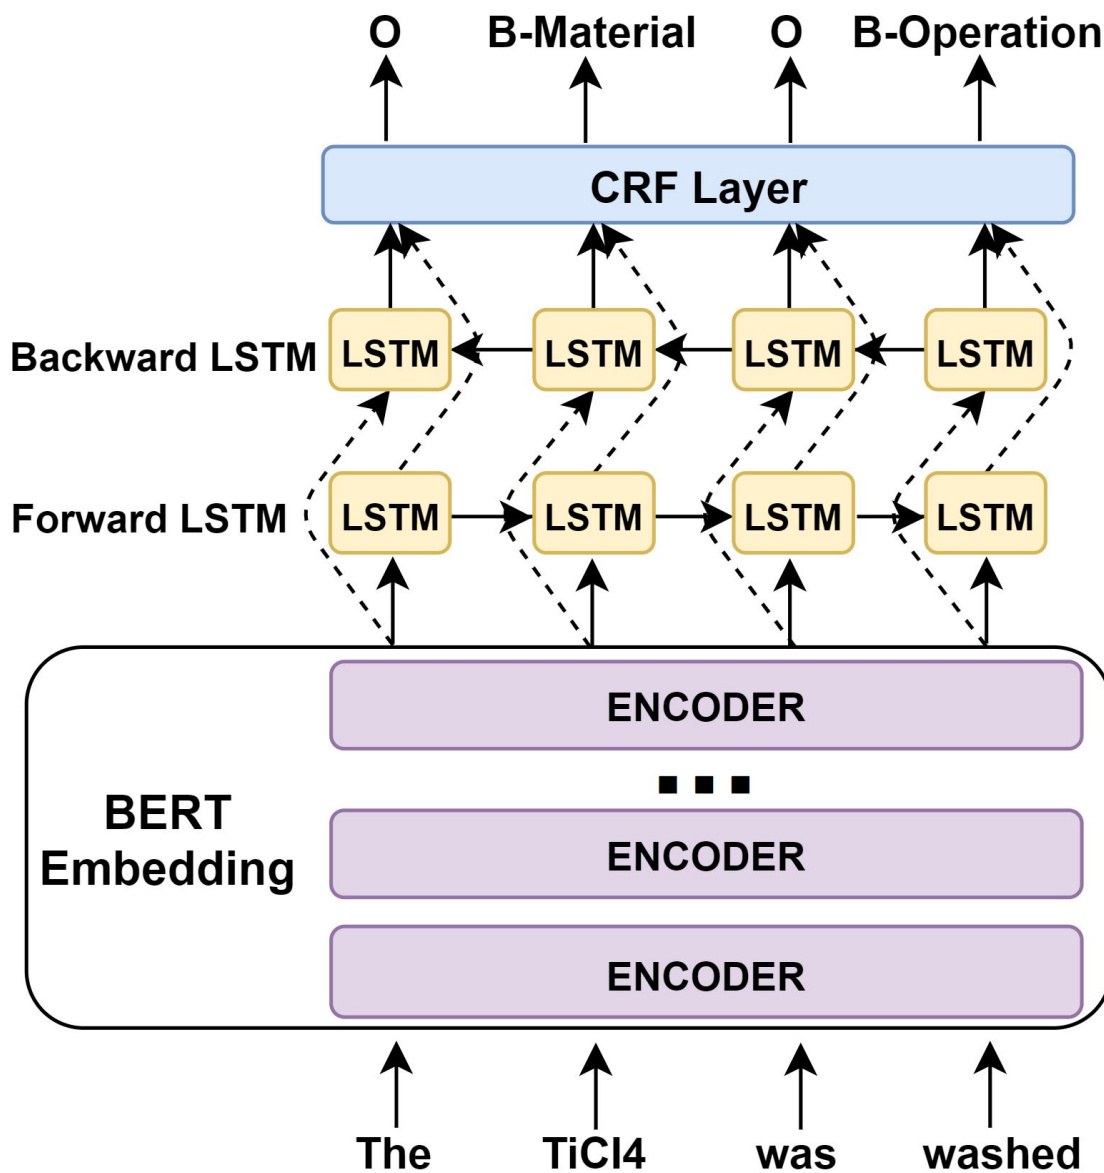 O B-Material O B-Operation
CRF Layer
Backward LSTM LSTM LSTM LSTM LSTM
Forward LSTM LSTM LSTM LSTM LSTM
ENCODER
BERT
Embedding
ENCODER
ENCODER
The TiCl4 was washed